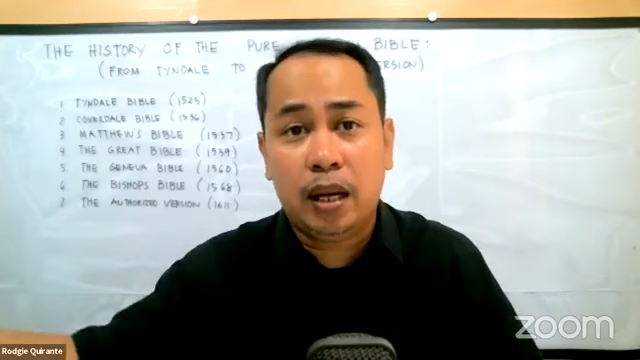 THE HISTORY OF THE PURE BIBLE:
(FROM TYNDALE TO
1 TYNDALE BIBLE (1525)
2 COVERDALE BIBLE (1536)
3 MATTHEW'S BIBLE (1537)
4 THE GREAT BIBLE (1539)
5 THE GENEVA BIBLE (1560)
6 THE BISHOPS BIBLE (1568)
7 THE AUTHORIZED VERSION (1611)
zoom
Rodgie Quirante